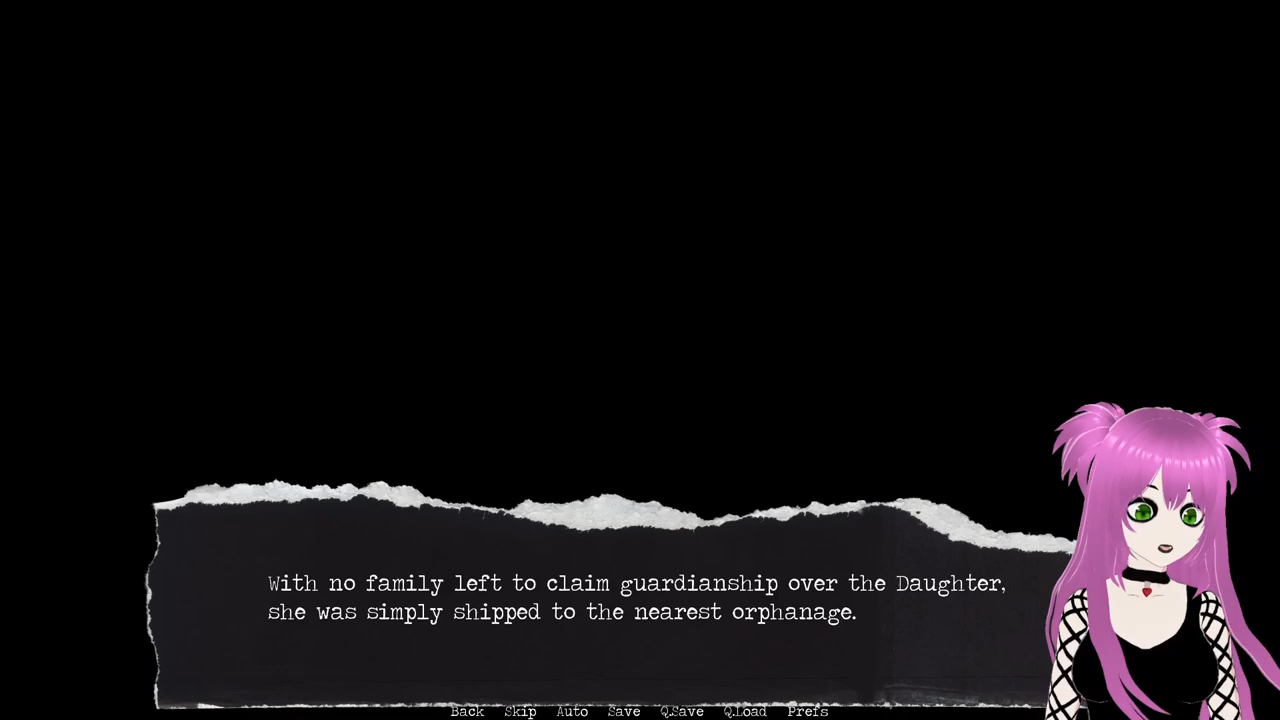 With no family left to claim guardianship over the Daughter,
she was simply shipped to the nearest orphanage.
Back Skip Auto Save Q.Save Q.Load Prefs